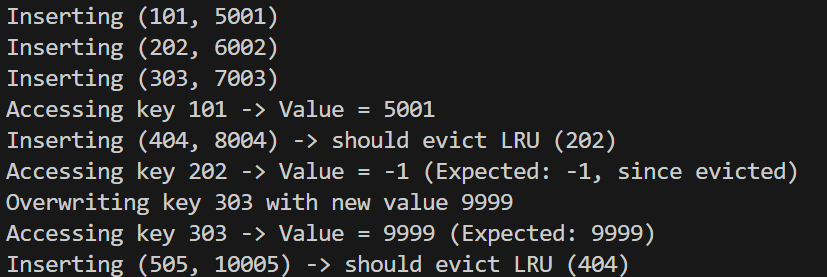 Inserting (101, 5001)
Inserting (202, 6002)
Inserting (303, 7003)
Accessing key 101 -> Value = 5001
Inserting (404, 8004) -> should evict LRU (202)
Accessing key 202 -> Value = -1 (Expected: -1, since evicted)
Overwriting key 303 with new value 9999
Accessing key 303 -> Value = 9999 (Expected: 9999)
Inserting (505, 10005) -> should evict LRU (404)